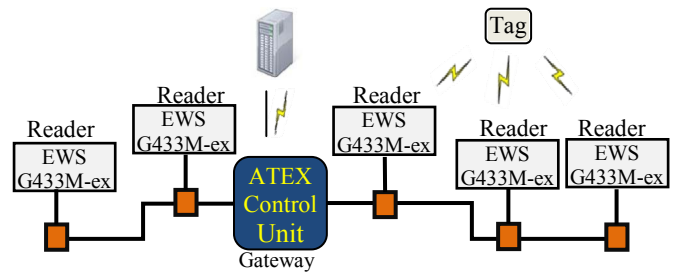 Tag
Reader
EWS
G433M-ex
Reader
EWS
G433M-ex
Reader
EWS
G433M-ex
Reader
EWS
G433M-ex
Reader
EWS
G433M-ex
ATEX
Control
Unit
Gateway